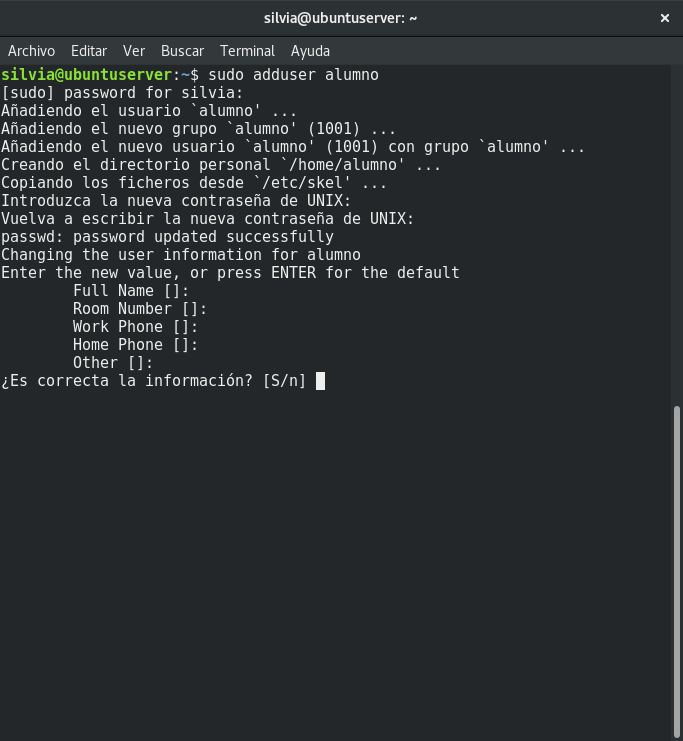 silvia@ubuntuserver: ~
Archivo Editar Ver Buscar Terminal Ayuda
silvia@ubuntuserver:~$ sudo adduser alumno
[sudo] password for silvia:
Añadiendo el usuario `alumno' ...
Añadiendo el nuevo grupo `alumno' (1001) ...
Añadiendo el nuevo usuario `alumno' (1001) con grupo `alumno' ...
Creando el directorio personal `/home/alumno' ...
Copiando los ficheros desde `/etc/skel' ...
Introduzca la nueva contraseña de UNIX:
Vuelva a escribir la nueva contraseña de UNIX:
passwd: password updated successfully
Changing the user information for alumno
Enter the new value, or press ENTER for the default
Full Name []:
Room Number []:
Work Phone []:
Home Phone []:
Other []:
¿Es correcta la información? [S/n]